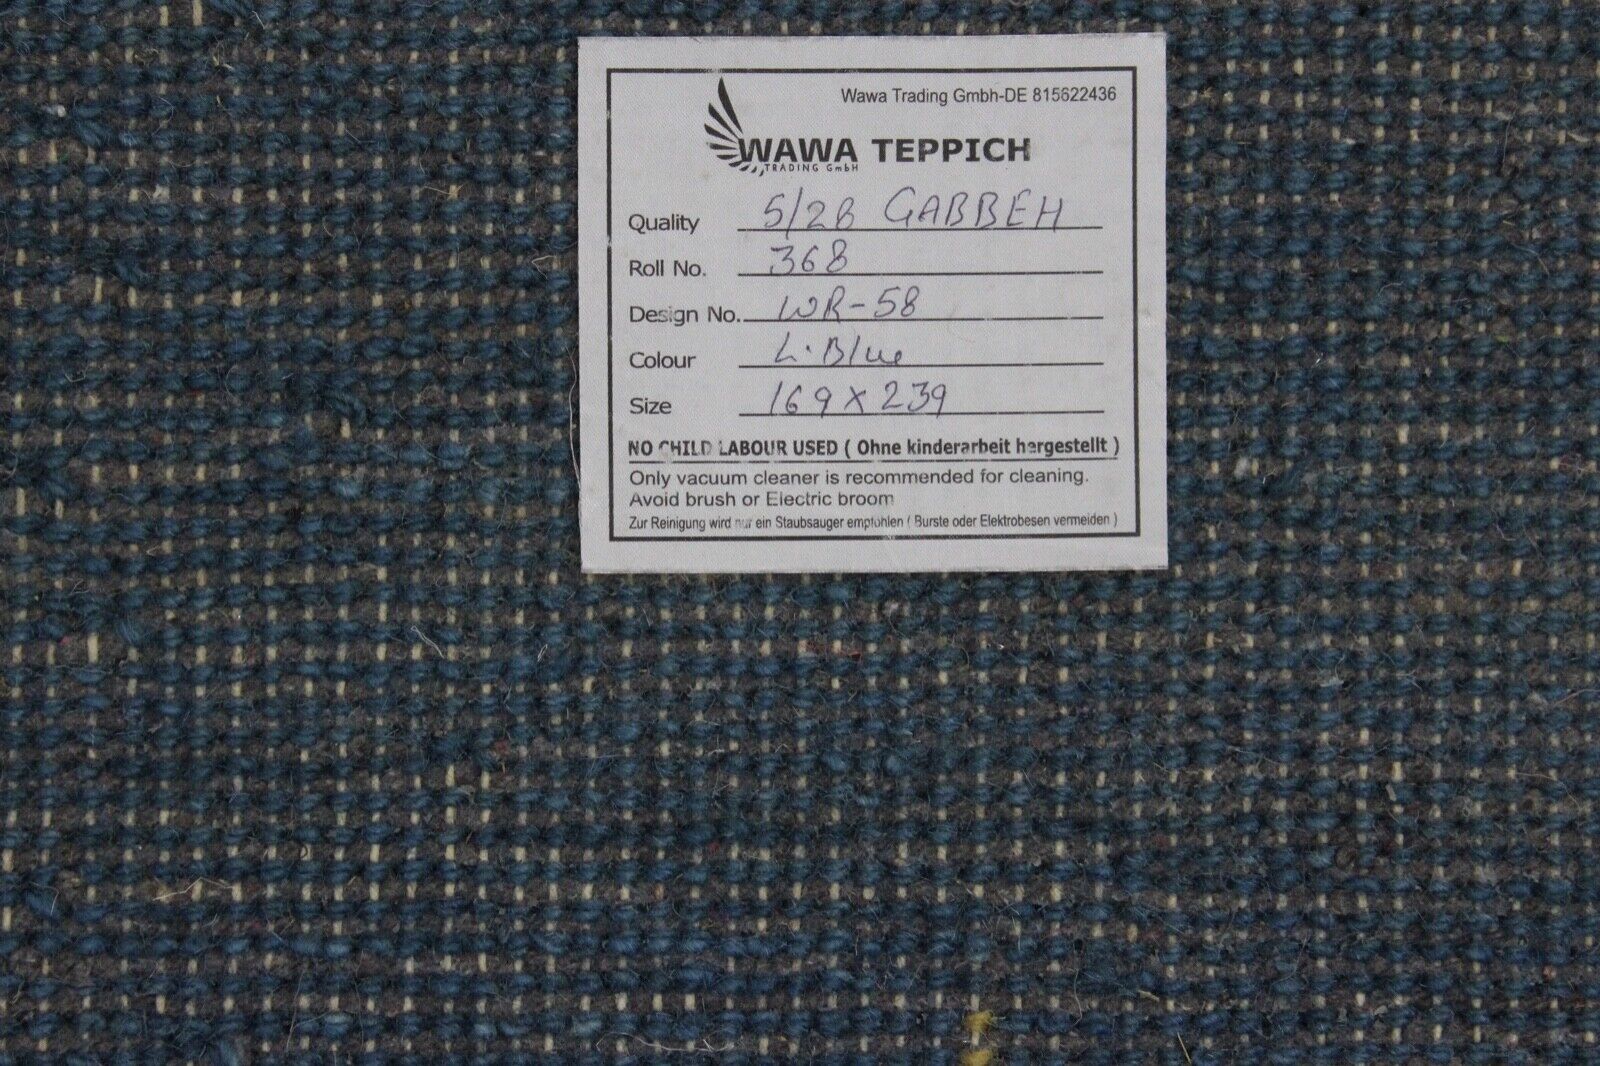 Wawa Trading Gmbh-DE 815622436
WAWA TEPPICH
TRADING GmbH
Quality 5/28 GABBEH
Roll No. 368
Design No. WR-58
Colour L.Blue
Size 169 x 239
NO CHILD LABOUR USED ( Ohne kinderarbeit hergestellt )
Only vacuum cleaner is recommended for cleaning.
Avoid brush or Electric broom
Zur Reinigung wird nur ein Staubsauger empfohlen ( Burste oder Elektrobesen vermeiden )